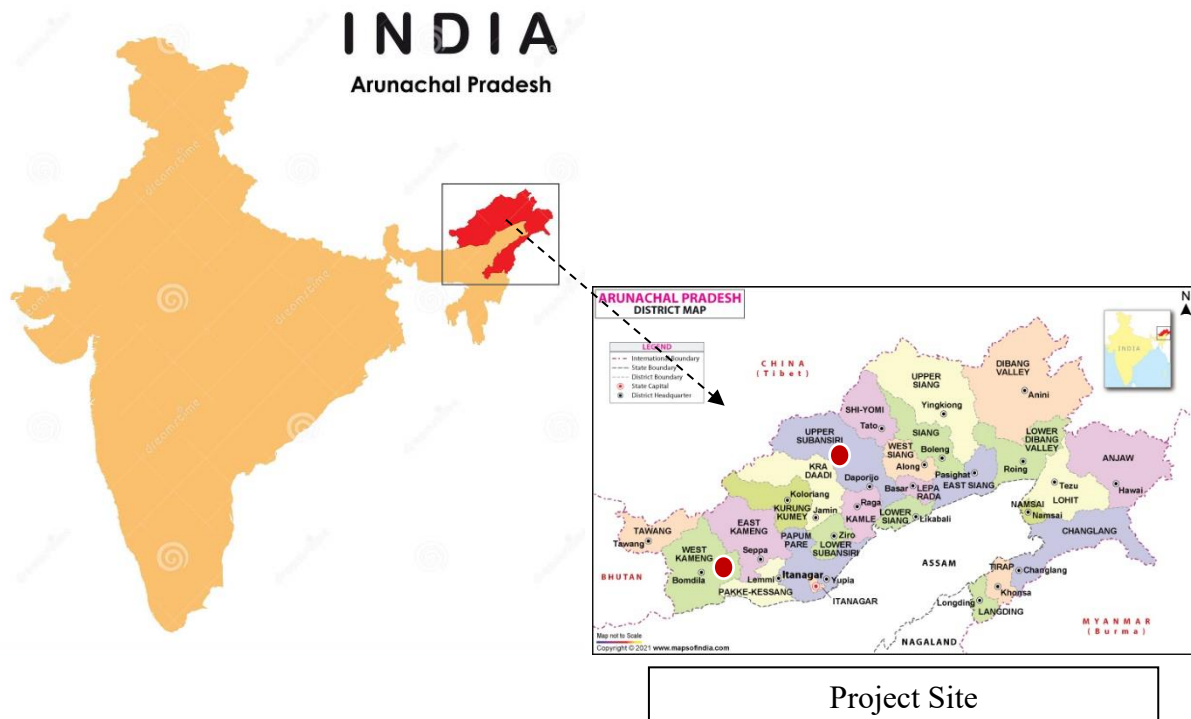 INDIA
Arunachal Pradesh
dreamstime
dreamstime
dreamstime
ARUNACHAL PRADESH
DISTRICT MAP
N
LEGEND
International Boundary
State Boundary
District Boundary
State Capital
District Headquarter
INDIA
CHINA
(Tibet)
DIBANG
VALLEY
Anini
UPPER
SIANG
Yingkiong
SHI-YOMI
Tato
SIANG
Boleng
LOWER
DIBANG
VALLEY
Roing
ANJAW
Hawai
UPPER
SUBANSIRI
Daporijo
WEST
SIANG
Along
Pasighat
EAST SIANG
KRA
DAADI
Jamin
Basar
LEPA
RADA
Tezu
LOHIT
Koloriang
KURUNG
KUMEY
Raga
KAMLE
LOWER
SIANG
Likabali
NAMSAI
Namsai
CHANGLANG
Changlang
TAWANG
Tawang
EAST
KAMENG
Seppa
PAPUM
PARE
Ziro
LOWER
SUBANSIRI
WEST
KAMENG
Bomdila
Lemmi
Itanagar
Yupia
ITANAGAR
PAKKE-KESSANG
ASSAM
TIRAP
Khonsa
Longding
LANGDING
BHUTAN
MYANMAR
(Burma)
NAGALAND
Map not to Scale
Copyright © 2021 www.mapsofindia.com
Project Site